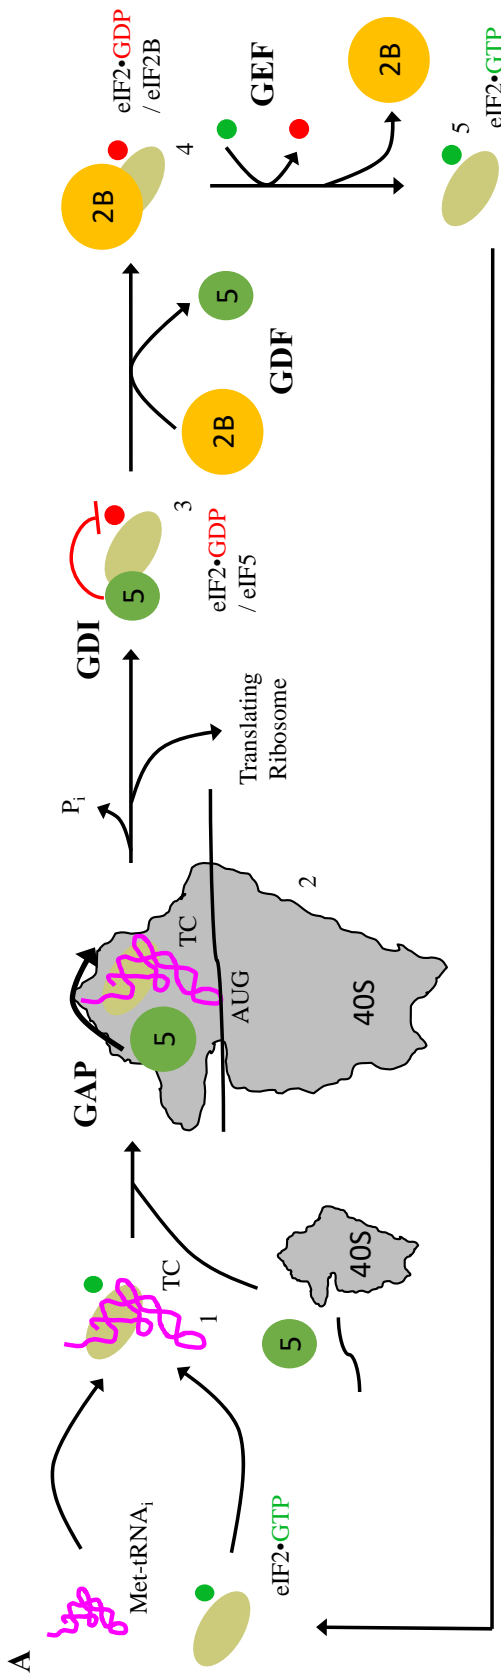 A
Met-tRNAi
eIF2•GTP
TC
1
5
40S
GAP
5
TC
AUG
40S
2
Pi
Translating
Ribosome
GDI
5
3
eIF2•GDP
/ eIF5
2B
5
GDF
2B
eIF2•GDP
/ eIF2B
4
GEF
2B
5
eIF2•GTP